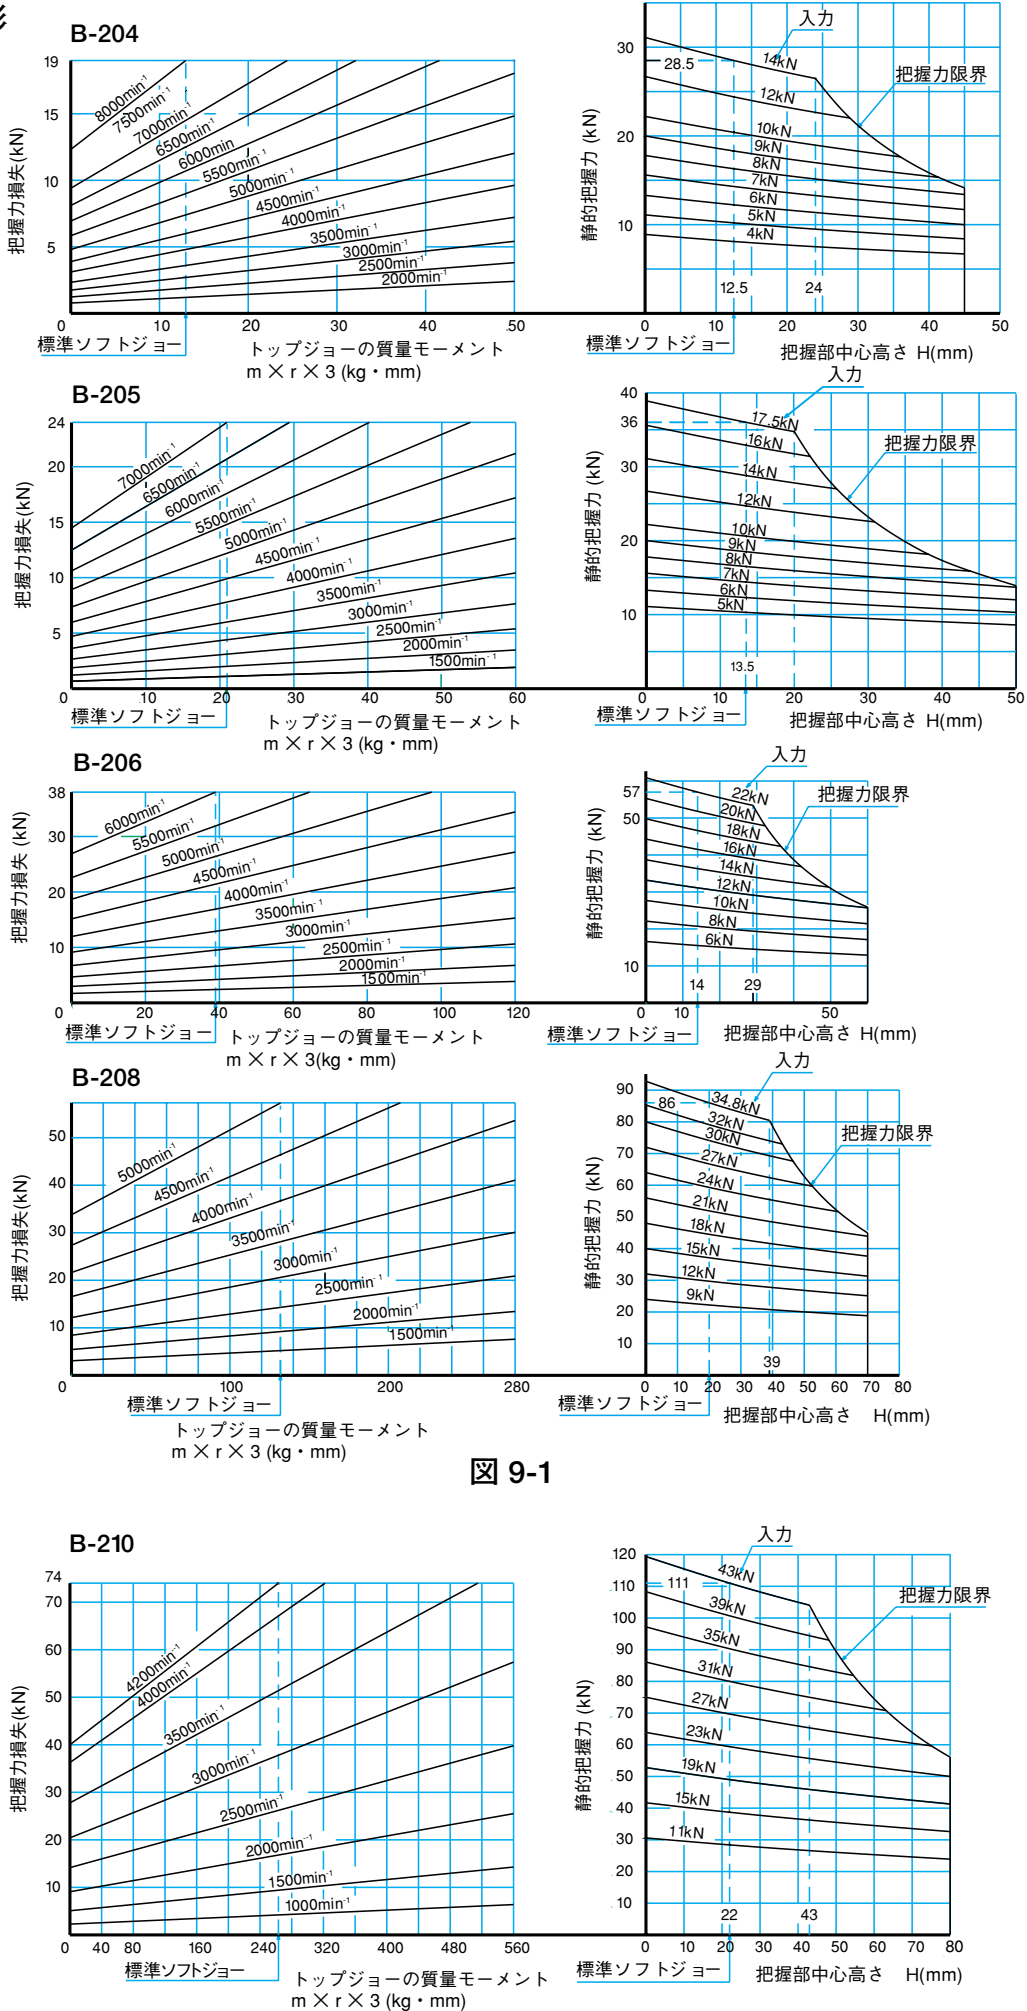 B-204
把握力損失(kN)
19
15
10
5
8000min-1
7500min-1
7000min-1
6500min-1
6000min
5500min-1
5000min-1
4500min-1
4000min-1
3500min-1
3000min-1
2500min-1
2000min-1
0 10 20 30 40 50
標準ソフトジョー
トップジョーの質量モーメント
m×r×3 (kg・mm)
静的把握力 (kN)
30
20
10
入力
28.5
把握力限界
14kN
12kN
10kN
9kN
8kN
7kN
6kN
5kN
4kN
12.5 24
0 10 20 30 40 50
標準ソフトジョー
把握部中心高さ H(mm)
B-205
把握力損失(kN)
24
20
15
10
5
7000min-1
6500min-1
6000min-1
5500min-1
5000min-1
4500min-1
4000min-1
3500min-1
3000min-1
2500min-1
2000min-1
1500min-1
0 10 20 30 40 50 60
標準ソフトジョー
トップジョーの質量モーメント
m×r×3 (kg・mm)
静的把握力 (kN)
40
36
30
20
10
入力
把握力限界
17.5kN
16kN
14kN
12kN
10kN
9kN
8kN
7kN
6kN
5kN
13.5
0 10 20 30 40 50
標準ソフトジョー
把握部中心高さ H(mm)
B-206
把握力損失 (kN)
38
30
20
10
6000min-1
5500min-1
5000min-1
4500min-1
4000min-1
3500min-1
3000min-1
2500min-1
2000min-1
1500min-1
0 20 40 60 80 100 120
標準ソフトジョー
トップジョーの質量モーメント
m×r×3(kg・mm)
静的把握力 (kN)
57
50
10
入力
把握力限界
22kN
20kN
18kN
16kN
14kN
12kN
10kN
8kN
6kN
14 29
0 10 50
標準ソフトジョー
把握部中心高さ H(mm)
B-208
把握力損失(kN)
50
40
30
20
10
5000min-1
4500min-1
4000min-1
3500min-1
3000min-1
2500min-1
2000min-1
1500min-1
0 100 200 280
標準ソフトジョー
トップジョーの質量モーメント
m×r×3 (kg・mm)
静的把握力 (kN)
90
80
70
60
50
40
30
20
10
入力
86
把握力限界
34.8kN
32kN
30kN
27kN
24kN
21kN
18kN
15kN
12kN
9kN
39
0 10 20 30 40 50 60 70 80
標準ソフトジョー
把握部中心高さ H(mm)
図 9-1
B-210
把握力損失(kN)
74
70
60
50
40
30
20
10
4200min-1
4000min-1
3500min-1
3000min-1
2500min-1
2000min-1
1500min-1
1000min-1
0 40 80 160 240 320 400 480 560
標準ソフトジョー
トップジョーの質量モーメント
m×r×3 (kg・mm)
静的把握力 (kN)
120
110
100
90
80
70
60
50
40
30
20
10
入力
111
把握力限界
43kN
39kN
35kN
31kN
27kN
23kN
19kN
15kN
11kN
22 43
0 10 20 30 40 50 60 70 80
標準ソフトジョー
把握部中心高さ H(mm)